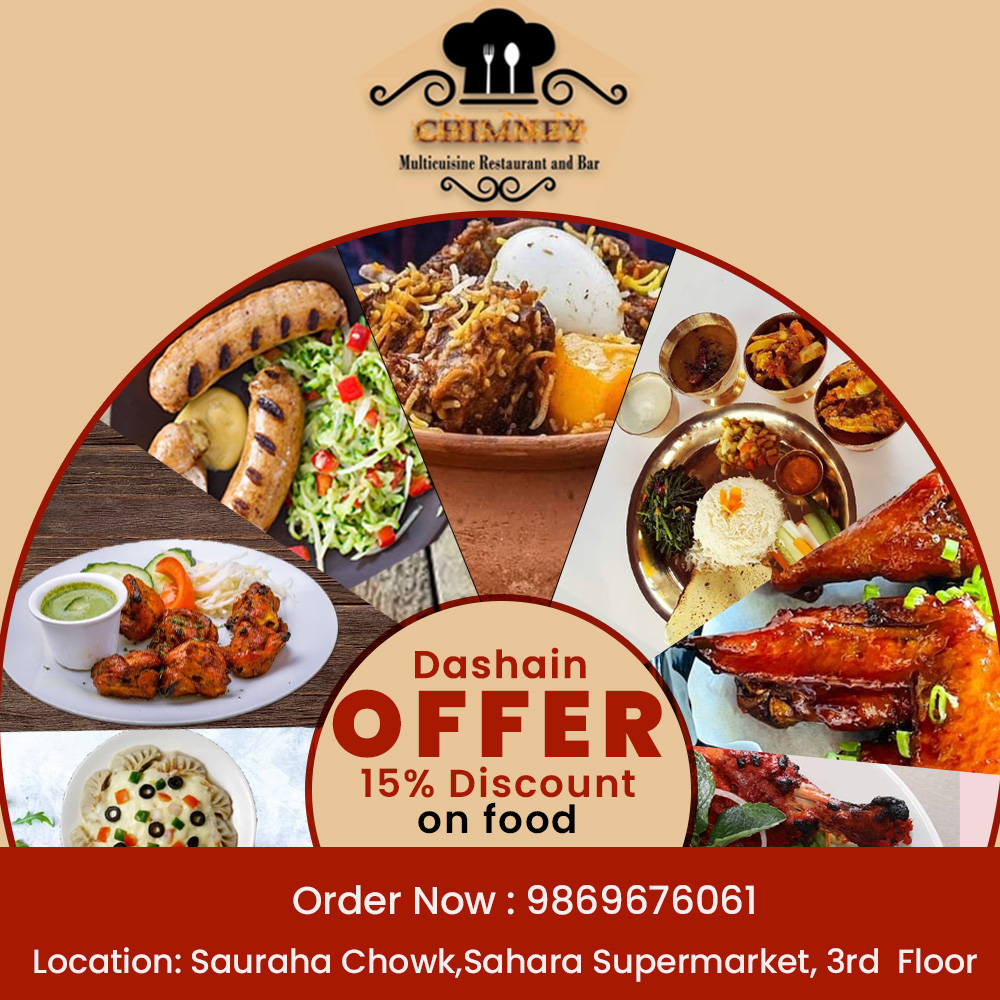 CHIMNEY
Multicuisine Restaurant and Bar
Dashain
OFFER
15% Discount
on food
Order Now : 9869676061
Location: Sauraha Chowk,Sahara Supermarket, 3rd Floor